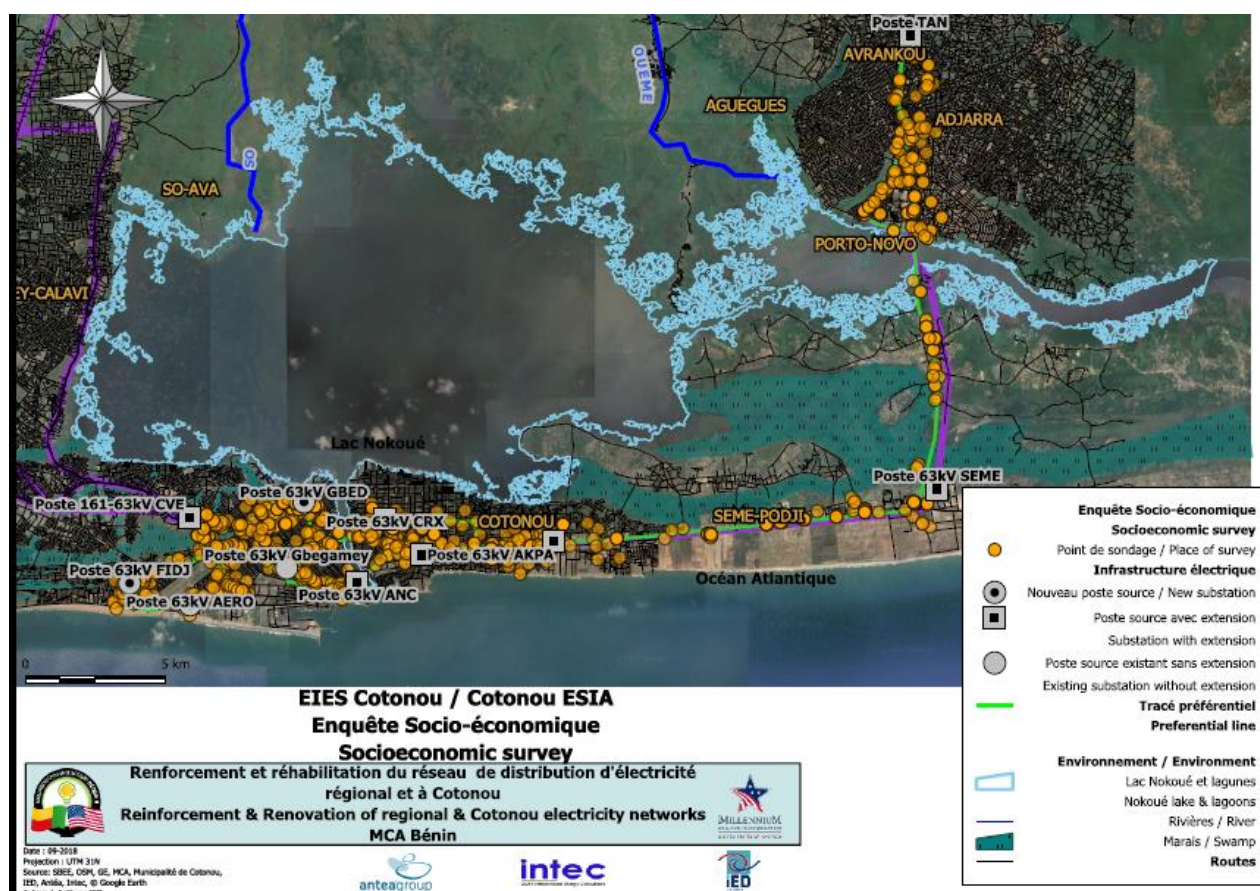 Poste TAN
AVRANKOU
OUEME
AGUEGUES
ADJARRA
SO
SO-AVA
PORTO-NOVO
EY-CALAVI
Lac Nokoué
Poste 63kV SEME
Poste 63kV GBED
Poste 161-63kV CVE
Poste 63kV CRX
COTONOU
SEME-PODJI
Poste 63kV Gbegamey
Poste 63kV AKPA
Poste 63kV FIDJ
Océan Atlantique
Poste 63kV AERO
Poste 63kV ANC
0 5 km
Enquête Socio-économique
Socioeconomic survey
Point de sondage / Place of survey
Infrastructure électrique
Nouveau poste source / New substation
Poste source avec extension
Substation with extension
Poste source existant sans extension
Existing substation without extension
Tracé préférentiel
Preferential line
Environnement / Environment
Lac Nokoué et lagunes
Nokoué lake & lagoons
Rivières / River
Marais / Swamp
Routes
EIES Cotonou / Cotonou ESIA
Enquête Socio-économique
Socioeconomic survey
Renforcement et réhabilitation du réseau de distribution d'électricité
régional et à Cotonou
Reinforcement & Renovation of regional & Cotonou electricity networks
MCA Bénin
MILLENNIUM
Date : 09-2018
Projection : UTM 31N
Source: SBEE, OSM, GE, MCA, Municipalité de Cotonou,
IED, Antéa, Intec, © Google Earth
anteagroup
intec
iED